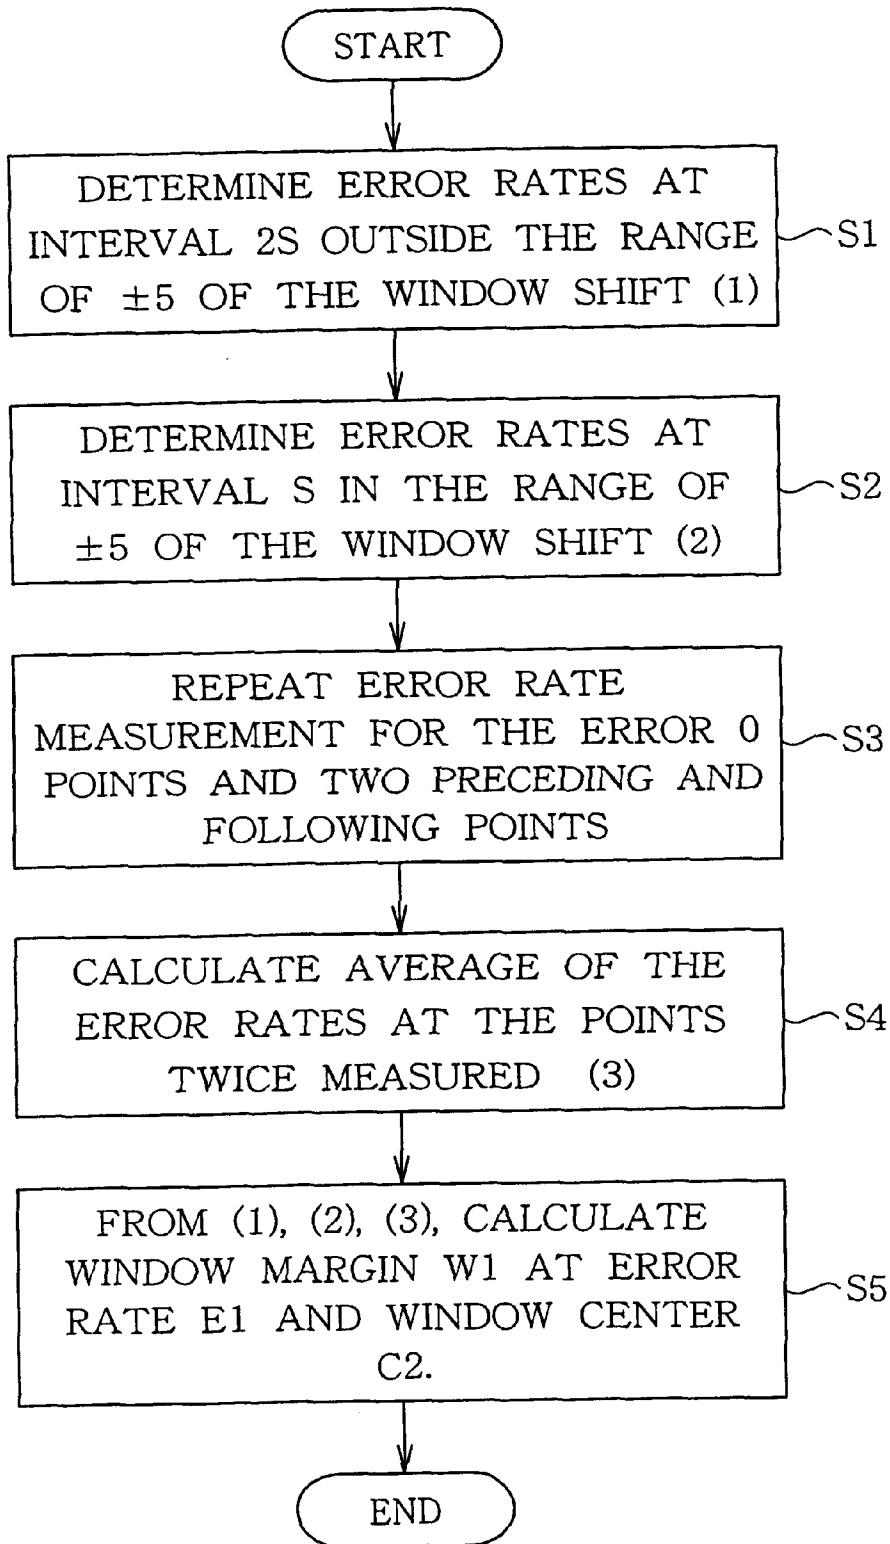 START
DETERMINE ERROR RATES AT
INTERVAL 2S OUTSIDE THE RANGE
OF ±5 OF THE WINDOW SHIFT (1)
S1
DETERMINE ERROR RATES AT
INTERVAL S IN THE RANGE OF
±5 OF THE WINDOW SHIFT (2)
S2
REPEAT ERROR RATE
MEASUREMENT FOR THE ERROR 0
POINTS AND TWO PRECEDING AND
FOLLOWING POINTS
S3
CALCULATE AVERAGE OF THE
ERROR RATES AT THE POINTS
TWICE MEASURED (3)
S4
FROM (1), (2), (3), CALCULATE
WINDOW MARGIN W1 AT ERROR
RATE E1 AND WINDOW CENTER
C2.
S5
END